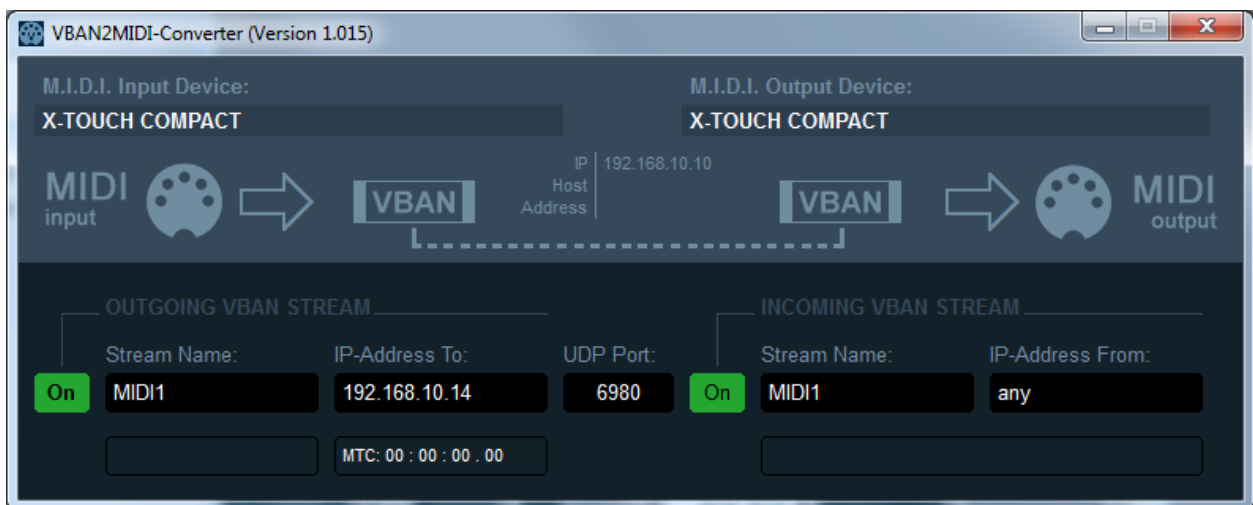 VBAN2MIDI-Converter (Version 1.015)
M.I.D.I. Input Device:
M.I.D.I. Output Device:
X-TOUCH COMPACT
X-TOUCH COMPACT
MIDI
input
VBAN
IP
Host
Address
192.168.10.10
VBAN
MIDI
output
OUTGOING VBAN STREAM
INCOMING VBAN STREAM
Stream Name:
IP-Address To:
UDP Port:
Stream Name:
IP-Address From:
On
MIDI1
192.168.10.14
6980
On
MIDI1
any
MTC: 00 : 00 : 00 . 00